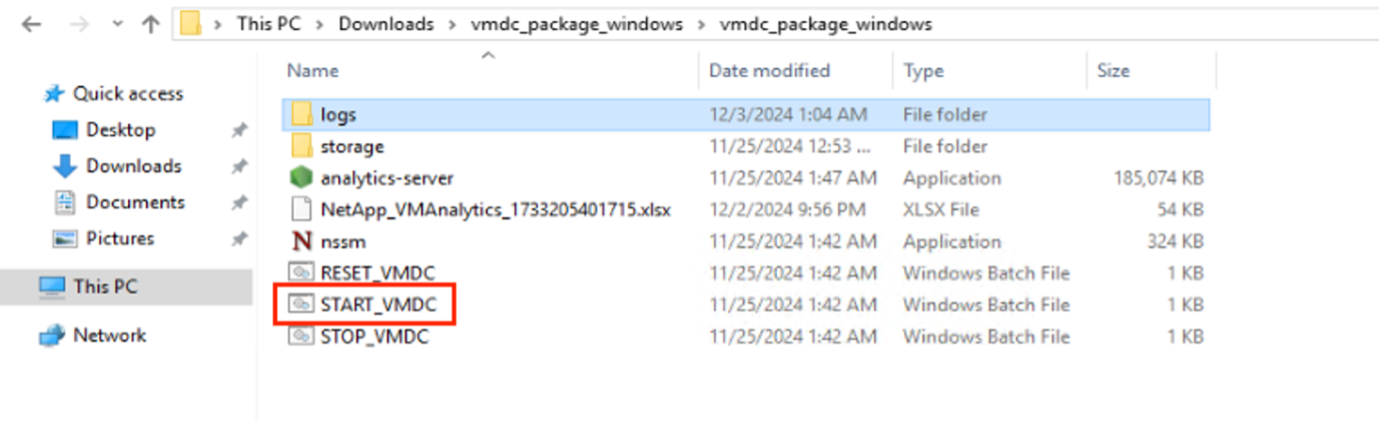 This PC > Downloads > vmdc_package_windows > vmdc_package_windows
Name Date modified Type Size
Quick access
Desktop
Downloads
Documents
Pictures
This PC
Network
logs 12/3/2024 1:04 AM File folder
storage 11/25/2024 12:53 ... File folder
analytics-server 11/25/2024 1:47 AM Application 185,074 KB
NetApp_VMAnalytics_1733205401715.xlsx 12/2/2024 9:56 PM XLSX File 54 KB
nssm 11/25/2024 1:42 AM Application 324 KB
RESET_VMDC 11/25/2024 1:42 AM Windows Batch File 1 KB
START_VMDC 11/25/2024 1:42 AM Windows Batch File 1 KB
STOP_VMDC 11/25/2024 1:42 AM Windows Batch File 1 KB